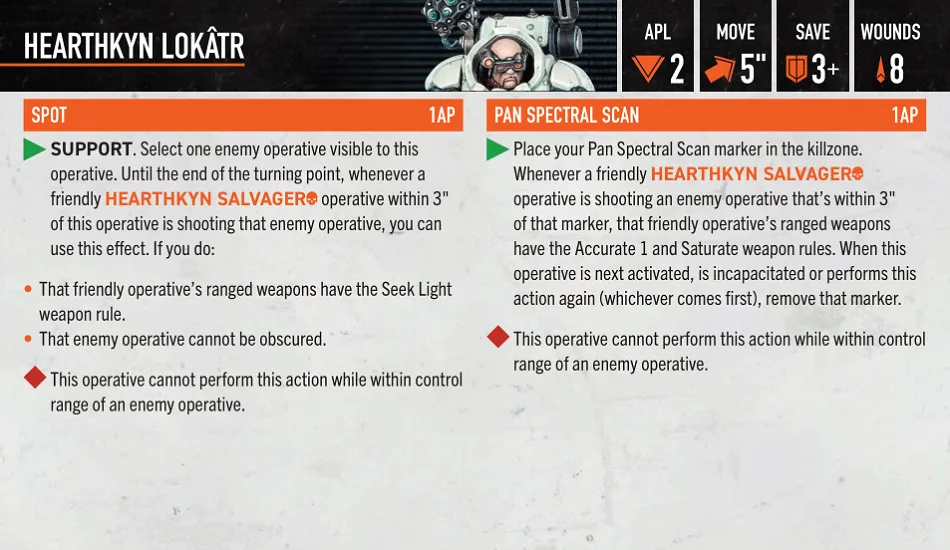 HEARTHKYN LOKÂTR
APL
2
MOVE
5"
SAVE
3+
WOUNDS
8
SPOT 1AP
SUPPORT. Select one enemy operative visible to this
operative. Until the end of the turning point, whenever a
friendly HEARTHKYN SALVAGER operative within 3"
of this operative is shooting that enemy operative, you can
use this effect. If you do:
• That friendly operative's ranged weapons have the Seek Light
weapon rule.
• That enemy operative cannot be obscured.
This operative cannot perform this action while within control
range of an enemy operative.
PAN SPECTRAL SCAN 1AP
Place your Pan Spectral Scan marker in the killzone.
Whenever a friendly HEARTHKYN SALVAGER
operative is shooting an enemy operative that's within 3"
of that marker, that friendly operative's ranged weapons
have the Accurate 1 and Saturate weapon rules. When this
operative is next activated, is incapacitated or performs this
action again (whichever comes first), remove that marker.
This operative cannot perform this action while within control
range of an enemy operative.